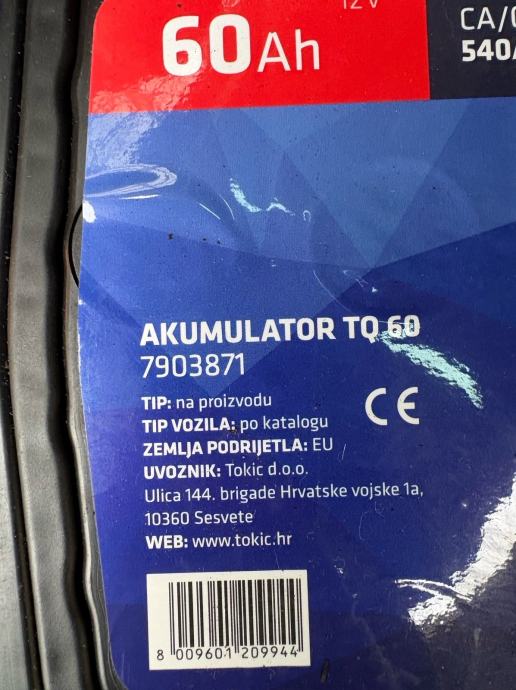 12V
60Ah
CA/
540
AKUMULATOR TQ 60
7903871
TIP: na proizvodu
TIP VOZILA: po katalogu
CE
ZEMLJA PODRIJETLA: EU
UVOZNIK: Tokic d.o.o.
Ulica 144. brigade Hrvatske vojske 1a,
10360 Sesvete
WEB: www.tokic.hr
8 009601 209944